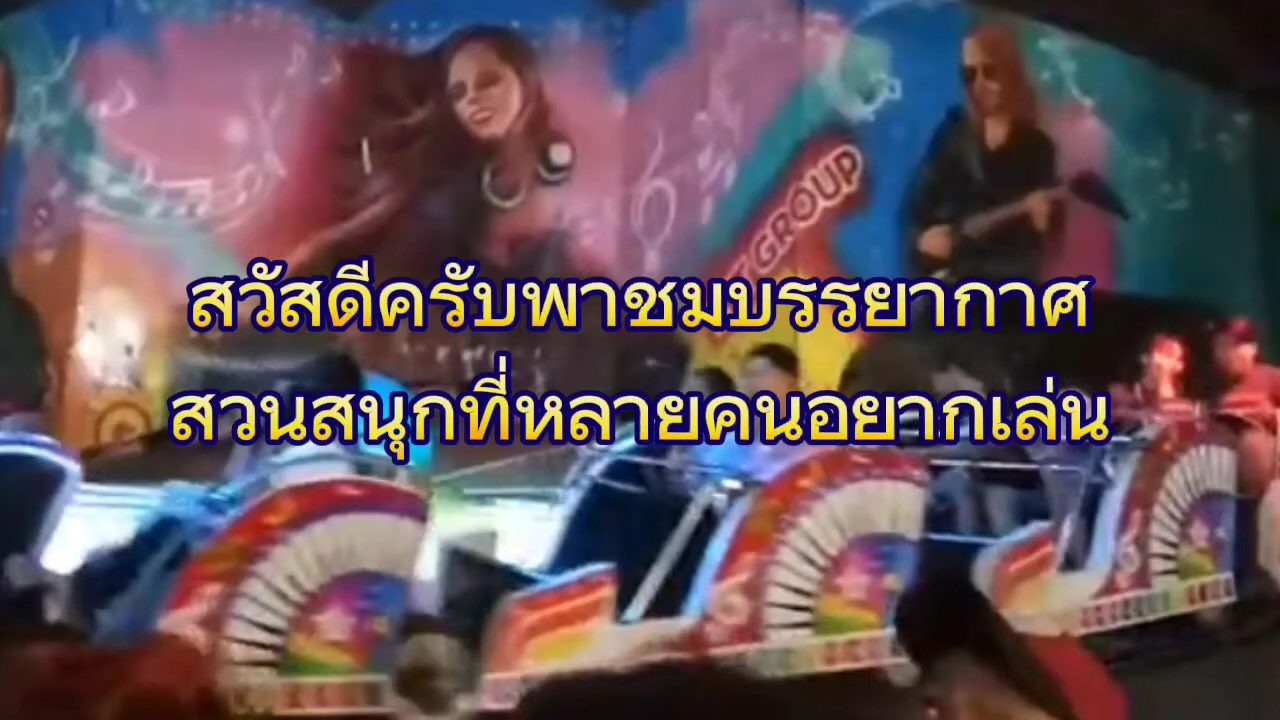 GROUP
สวัสดีครับพาชมบรรยากาศ
สวนสนุกที่หลายคนอยากเล่น